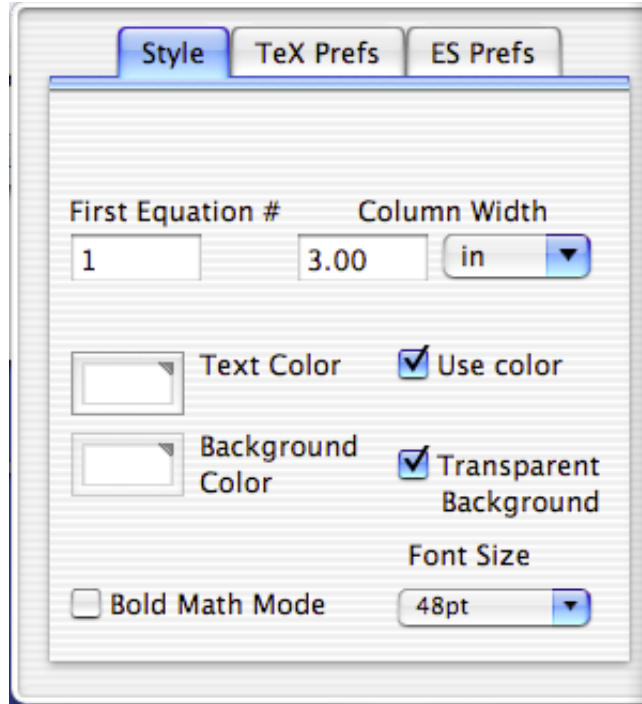 Style TeX Prefs ES Prefs
First Equation # Column Width
1 3.00 in
Text Color Use color
Background
Color
Transparent
Background
Font Size
Bold Math Mode 48pt